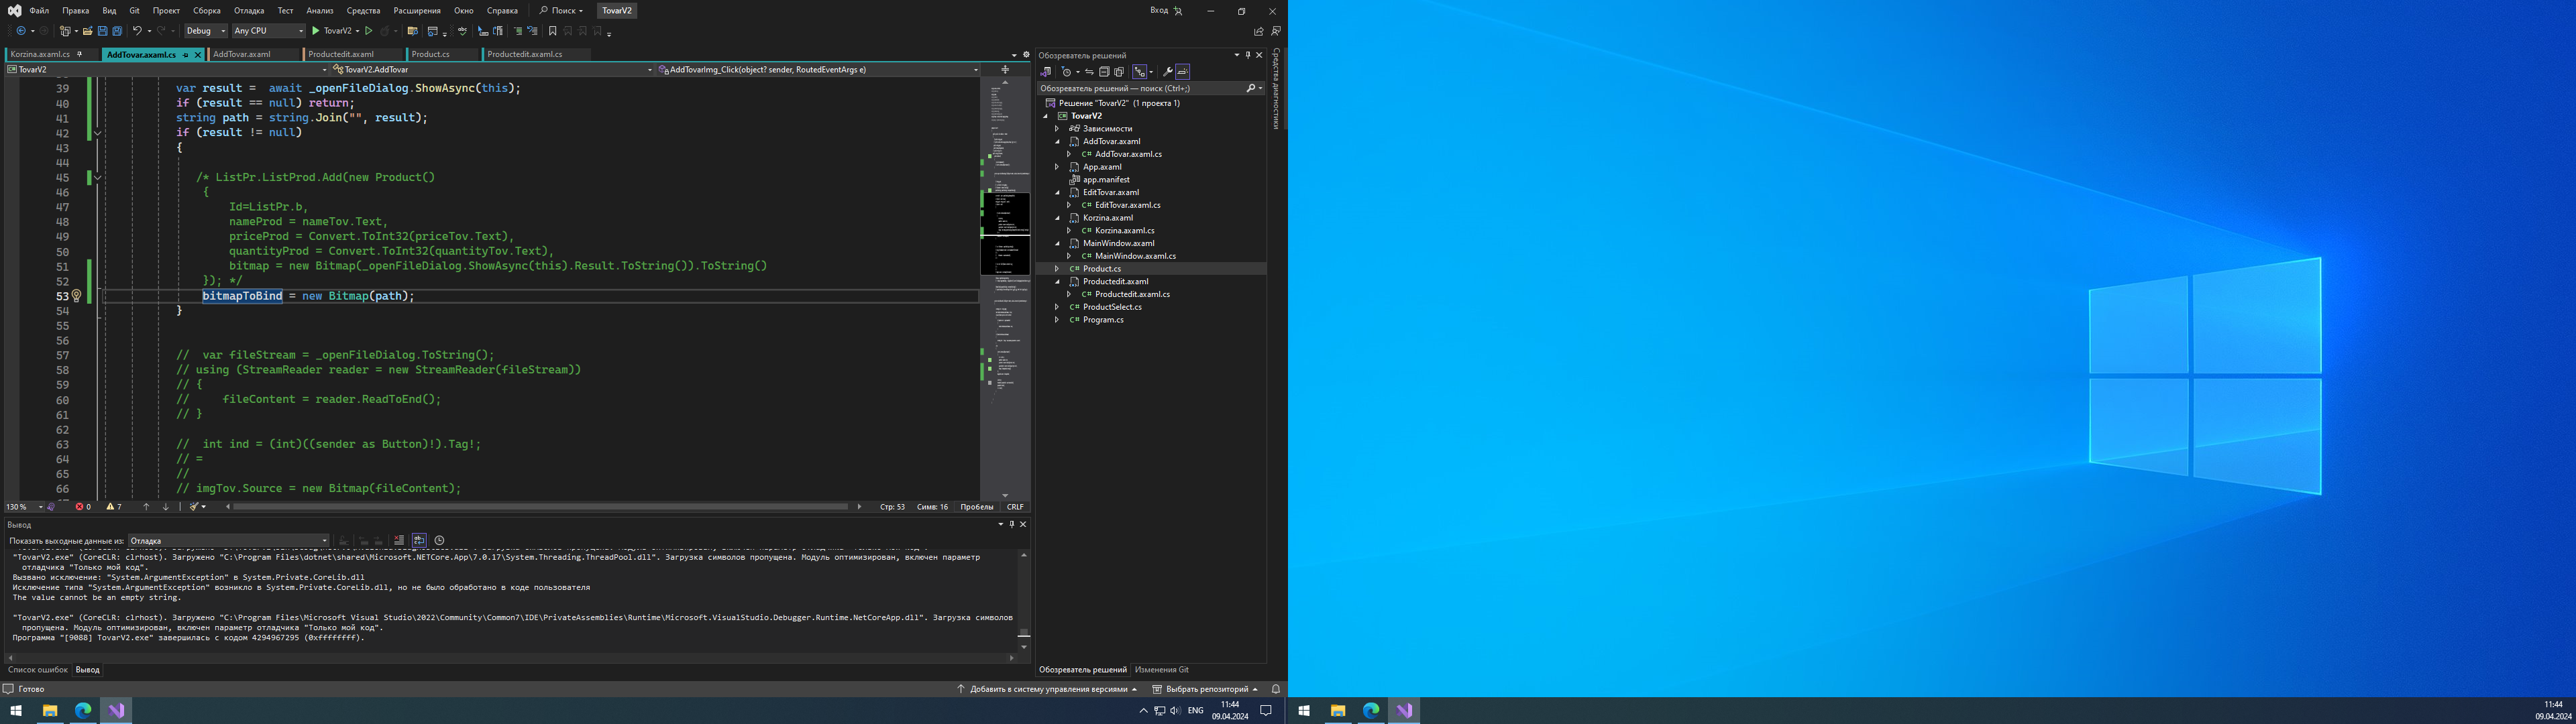 Файл Правка Вид Git Проект Сборка Отладка Тест Анализ Средства Расширения Окно Справка Поиск TovarV2 Вход
Debug Any CPU TovarV2
Korzina.axaml.cs AddTovar.axaml.cs AddTovar.axaml Productedit.axaml Product.cs Productedit.axaml.cs
TovarV2 TovarV2.AddTovar AddTovarImg_Click(object? sender, RoutedEventArgs e)
39 var result =  await _openFileDialog.ShowAsync(this);
40 if (result == null) return;
41 string path = string.Join("", result);
42 if (result != null)
43 {
44
45 /* ListPr.ListProd.Add(new Product()
46 {
47 Id=ListPr.b,
48 nameProd = nameTov.Text,
49 priceProd = Convert.ToInt32(priceTov.Text),
50 quantityProd = Convert.ToInt32(quantityTov.Text),
51 bitmap = new Bitmap(_openFileDialog.ShowAsync(this).Result.ToString()).ToString()
52 }); */
53 bitmapToBind = new Bitmap(path);
54 }
55
56
57 //  var fileStream = _openFileDialog.ToString();
58 // using (StreamReader reader = new StreamReader(fileStream))
59 // {
60 //    fileContent = reader.ReadToEnd();
61 // }
62
63 //  int ind = (int)((sender as Button)!).Tag!;
64 // =
65 //
66 // imgTov.Source = new Bitmap(fileContent);
130 % 0 7 Стр: 53 Симв: 16 Пробелы CRLF
Вывод
Показать выходные данные из: Отладка
"TovarV2.exe" (CoreCLR: clrhost). Загружено "C:\Program Files\dotnet\shared\Microsoft.NETCore.App\7.0.17\System.Threading.ThreadPool.dll". Загрузка символов пропущена. Модуль оптимизирован, включен параметр
отладчика "Только мой код".
Вызвано исключение: "System.ArgumentException" в System.Private.CoreLib.dll
Исключение типа "System.ArgumentException" возникло в System.Private.CoreLib.dll, но не было обработано в коде пользователя
The value cannot be an empty string.
"TovarV2.exe" (CoreCLR: clrhost). Загружено "C:\Program Files\Microsoft Visual Studio\2022\Community\Common7\IDE\PrivateAssemblies\Runtime\Microsoft.VisualStudio.Debugger.Runtime.NetCoreApp.dll". Загрузка символов
пропущена. Модуль оптимизирован, включен параметр отладчика "Только мой код".
Программа "[9088] TovarV2.exe" завершилась с кодом 4294967295 (0xffffffff).
Список ошибок Вывод
Обозреватель решений
Обозреватель решений — поиск (Ctrl+;)
Решение "TovarV2" (1 проекта 1)
TovarV2
Зависимости
AddTovar.axaml
C# AddTovar.axaml.cs
App.axaml
app.manifest
EditTovar.axaml
C# EditTovar.axaml.cs
Korzina.axaml
C# Korzina.axaml.cs
MainWindow.axaml
C# MainWindow.axaml.cs
C# Product.cs
Productedit.axaml
C# Productedit.axaml.cs
C# ProductSelect.cs
C# Program.cs
Обозреватель решений Изменения Git
Средства диагностики
Готово Добавить в систему управления версиями Выбрать репозиторий
ENG 11:44
09.04.2024
11:44
09.04.2024